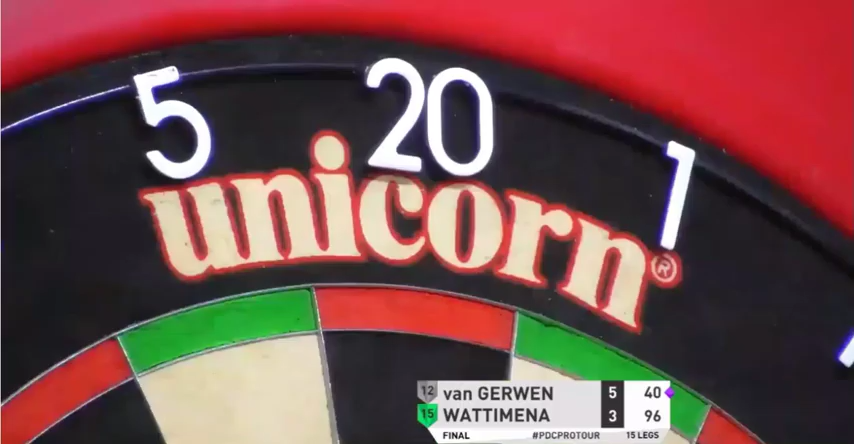 5 20 1
unicorn®
12 van GERWEN 5 40
15 WATTIMENA 3 96
FINAL #PDCPROTOUR 15 LEGS